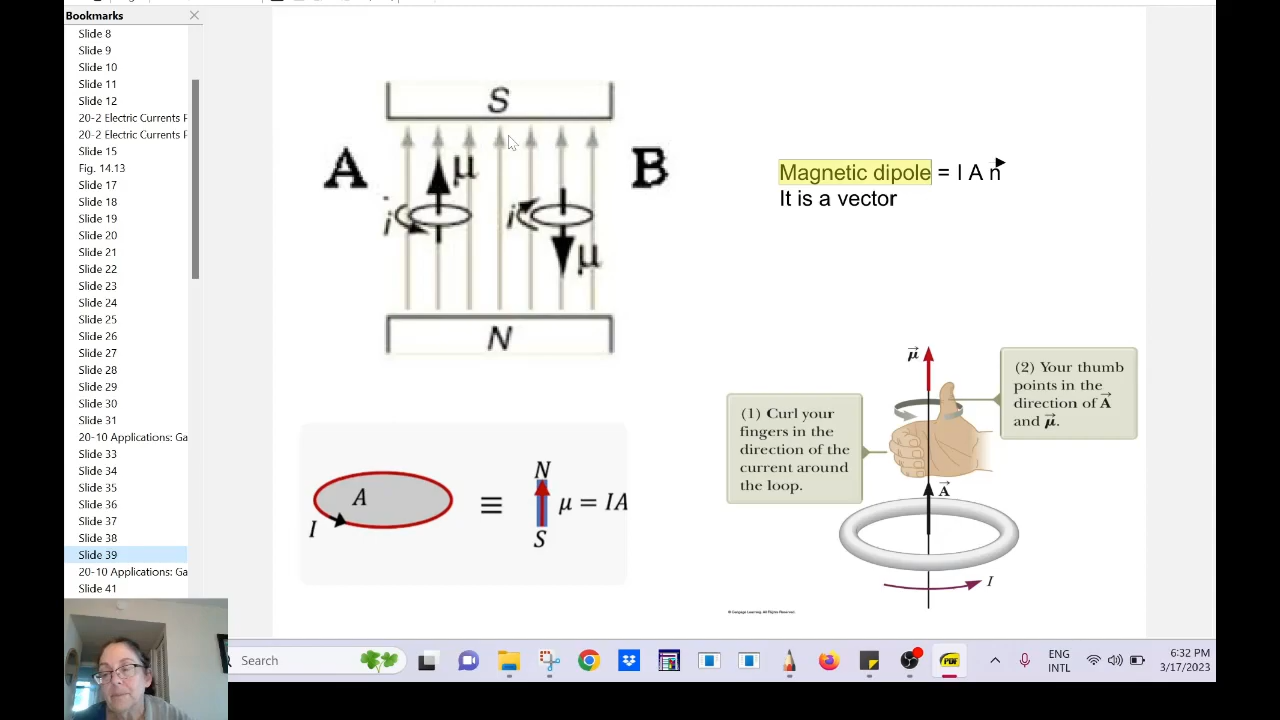 Bookmarks
Slide 8
Slide 9
Slide 10
Slide 11
Slide 12
20-2 Electric Currents F
20-2 Electric Currents F
Slide 15
Fig. 14.13
Slide 17
Slide 18
Slide 19
Slide 20
Slide 21
Slide 22
Slide 23
Slide 24
Slide 25
Slide 26
Slide 27
Slide 28
Slide 29
Slide 30
Slide 31
20-10 Applications: Ga
Slide 33
Slide 34
Slide 35
Slide 36
Slide 37
Slide 38
Slide 39
20-10 Applications: Ga
Slide 41
S
A
μ
i
i
μ
B
N
Magnetic dipole = I A n
It is a vector
A
I
≡
N
S
μ = IA
μ⃗
(1) Curl your
fingers in the
direction of the
current around
the loop.
(2) Your thumb
points in the
direction of A⃗
and μ⃗.
A⃗
I
© Cengage Learning. All Rights Reserved.
Search
ENG
INTL
6:32 PM
3/17/2023
PDF